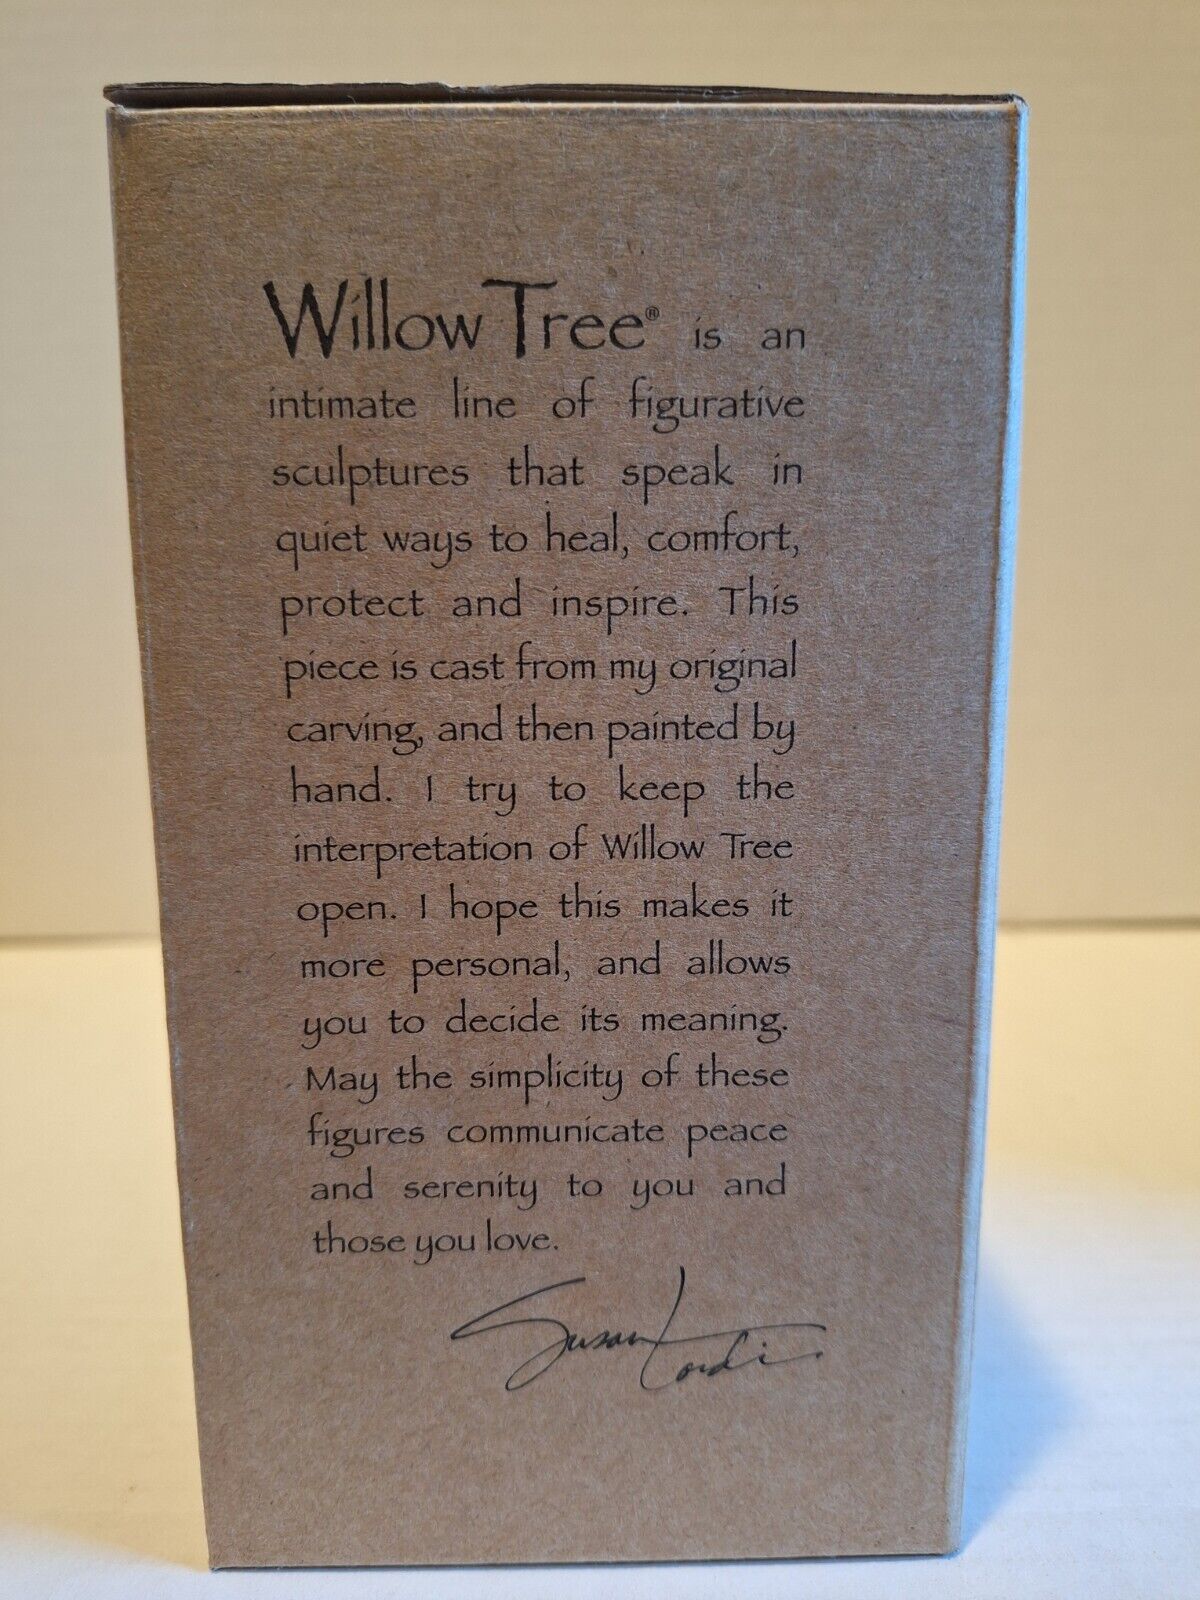 Willow Tree® is an
intimate line of figurative
sculptures that speak in
quiet ways to heal, comfort,
protect and inspire. This
piece is cast from my original
carving, and then painted by
hand. I try to keep the
interpretation of Willow Tree
open. I hope this makes it
more personal, and allows
you to decide its meaning.
May the simplicity of these
figures communicate peace
and serenity to you and
those you love.
Susan Lordi